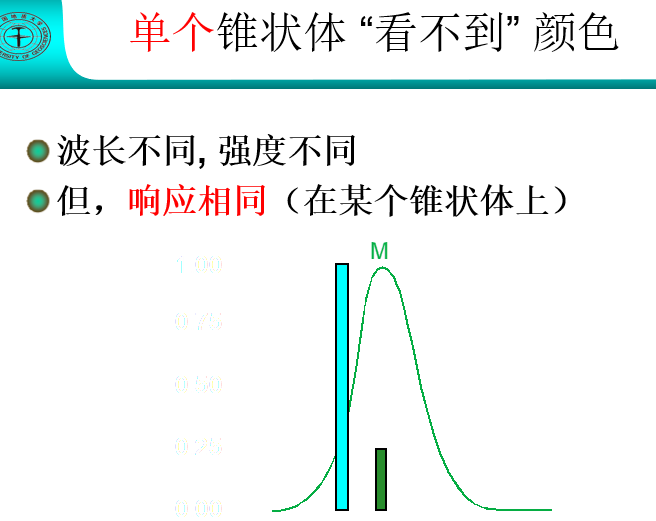 单个锥状体 “看不到” 颜色
波长不同, 强度不同
但，响应相同（在某个锥状体上）
M
1.00
0.75
0.50
0.25
0.00